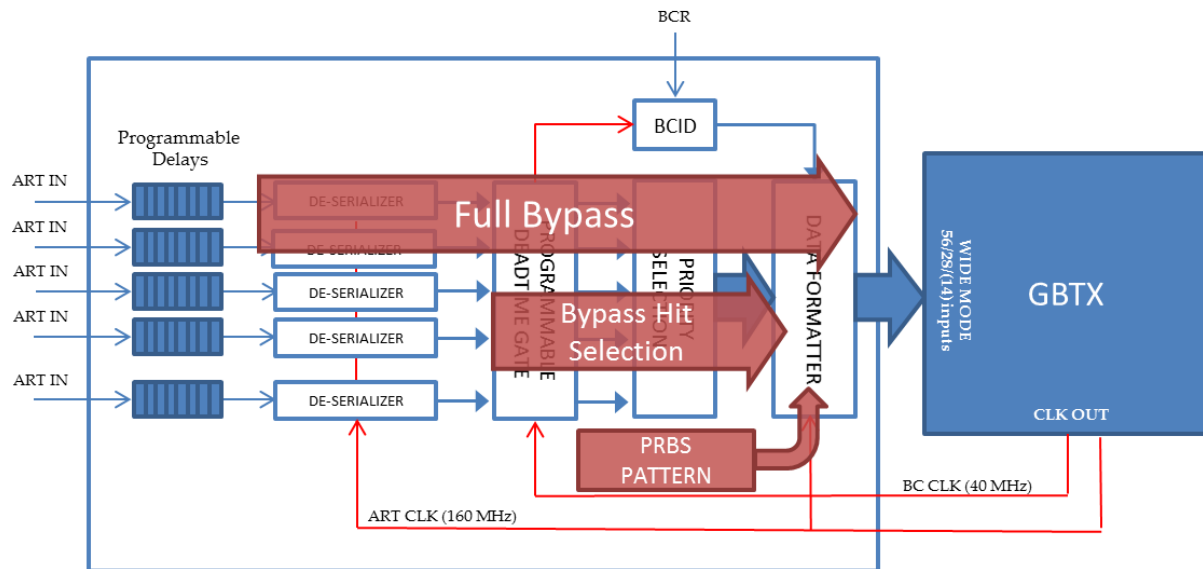 BCR
Programmable
Delays
BCID
ART IN
ART IN
ART IN
ART IN
ART IN
DE-SERIALIZER
DE-SERIALIZER
DE-SERIALIZER
DE-SERIALIZER
DE-SERIALIZER
Full Bypass
PROGRAMMABLE
DEADTIME GATE
PRIORITY
SELECTION
Bypass Hit
Selection
DATA FORMATTER
PRBS
PATTERN
WIDE MODE
56/28/(14) inputs
GBTX
CLK OUT
BC CLK (40 MHz)
ART CLK (160 MHz)